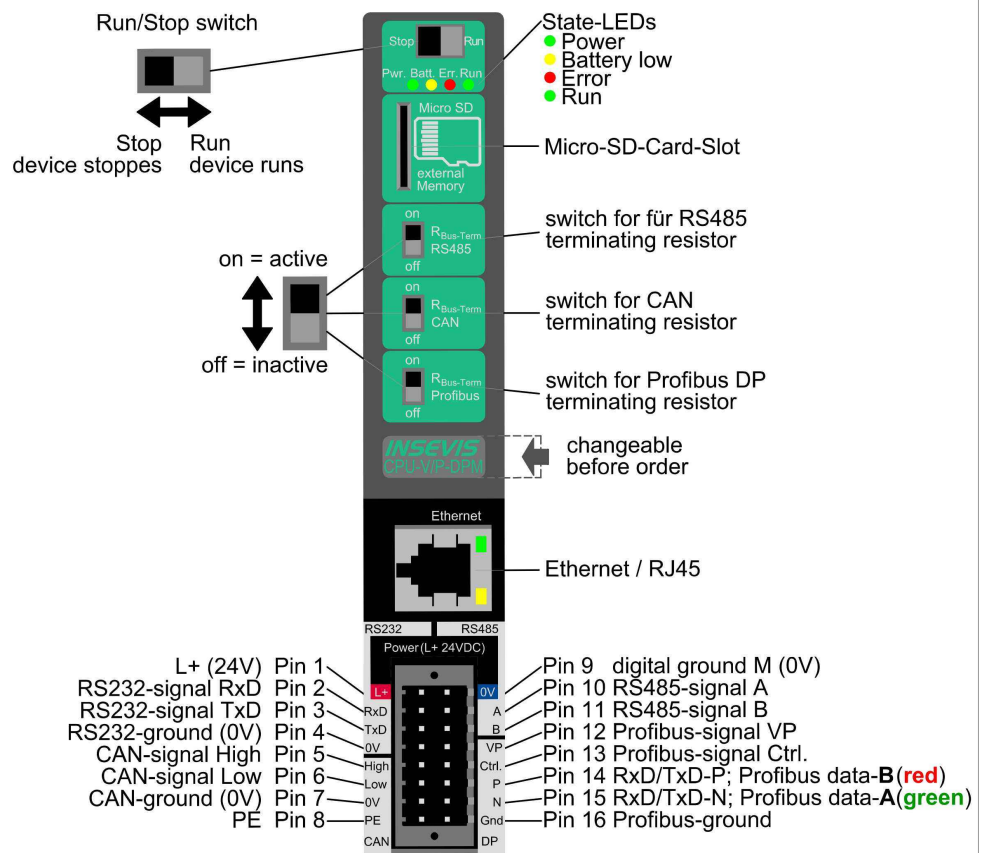 Run/Stop switch
Stop
device stoppes
Run
device runs
Stop
Run
Pwr. Batt. Err. Run
State-LEDs
Power
Battery low
Error
Run
Micro SD
external
Memory
Micro-SD-Card-Slot
on
R Bus-Term
RS485
off
switch for für RS485
terminating resistor
on = active
off = inactive
on
R Bus-Term
CAN
off
switch for CAN
terminating resistor
on
R Bus-Term
Profibus
off
switch for Profibus DP
terminating resistor
INSEVIS
CPU-V/P-DPM
changeable
before order
Ethernet
Ethernet / RJ45
RS232
RS485
Power(L+ 24VDC)
L+ (24V) Pin 1
RS232-signal RxD Pin 2
RS232-signal TxD Pin 3
RS232-ground (0V) Pin 4
CAN-signal High Pin 5
CAN-signal Low Pin 6
CAN-ground (0V) Pin 7
PE Pin 8
L+
RxD
TxD
0V
High
Low
0V
PE
CAN
0V
A
B
VP
Ctrl.
P
N
Gnd
DP
Pin 9 digital ground M (0V)
Pin 10 RS485-signal A
Pin 11 RS485-signal B
Pin 12 Profibus-signal VP
Pin 13 Profibus-signal Ctrl.
Pin 14 RxD/TxD-P; Profibus data-B(red)
Pin 15 RxD/TxD-N; Profibus data-A(green)
Pin 16 Profibus-ground